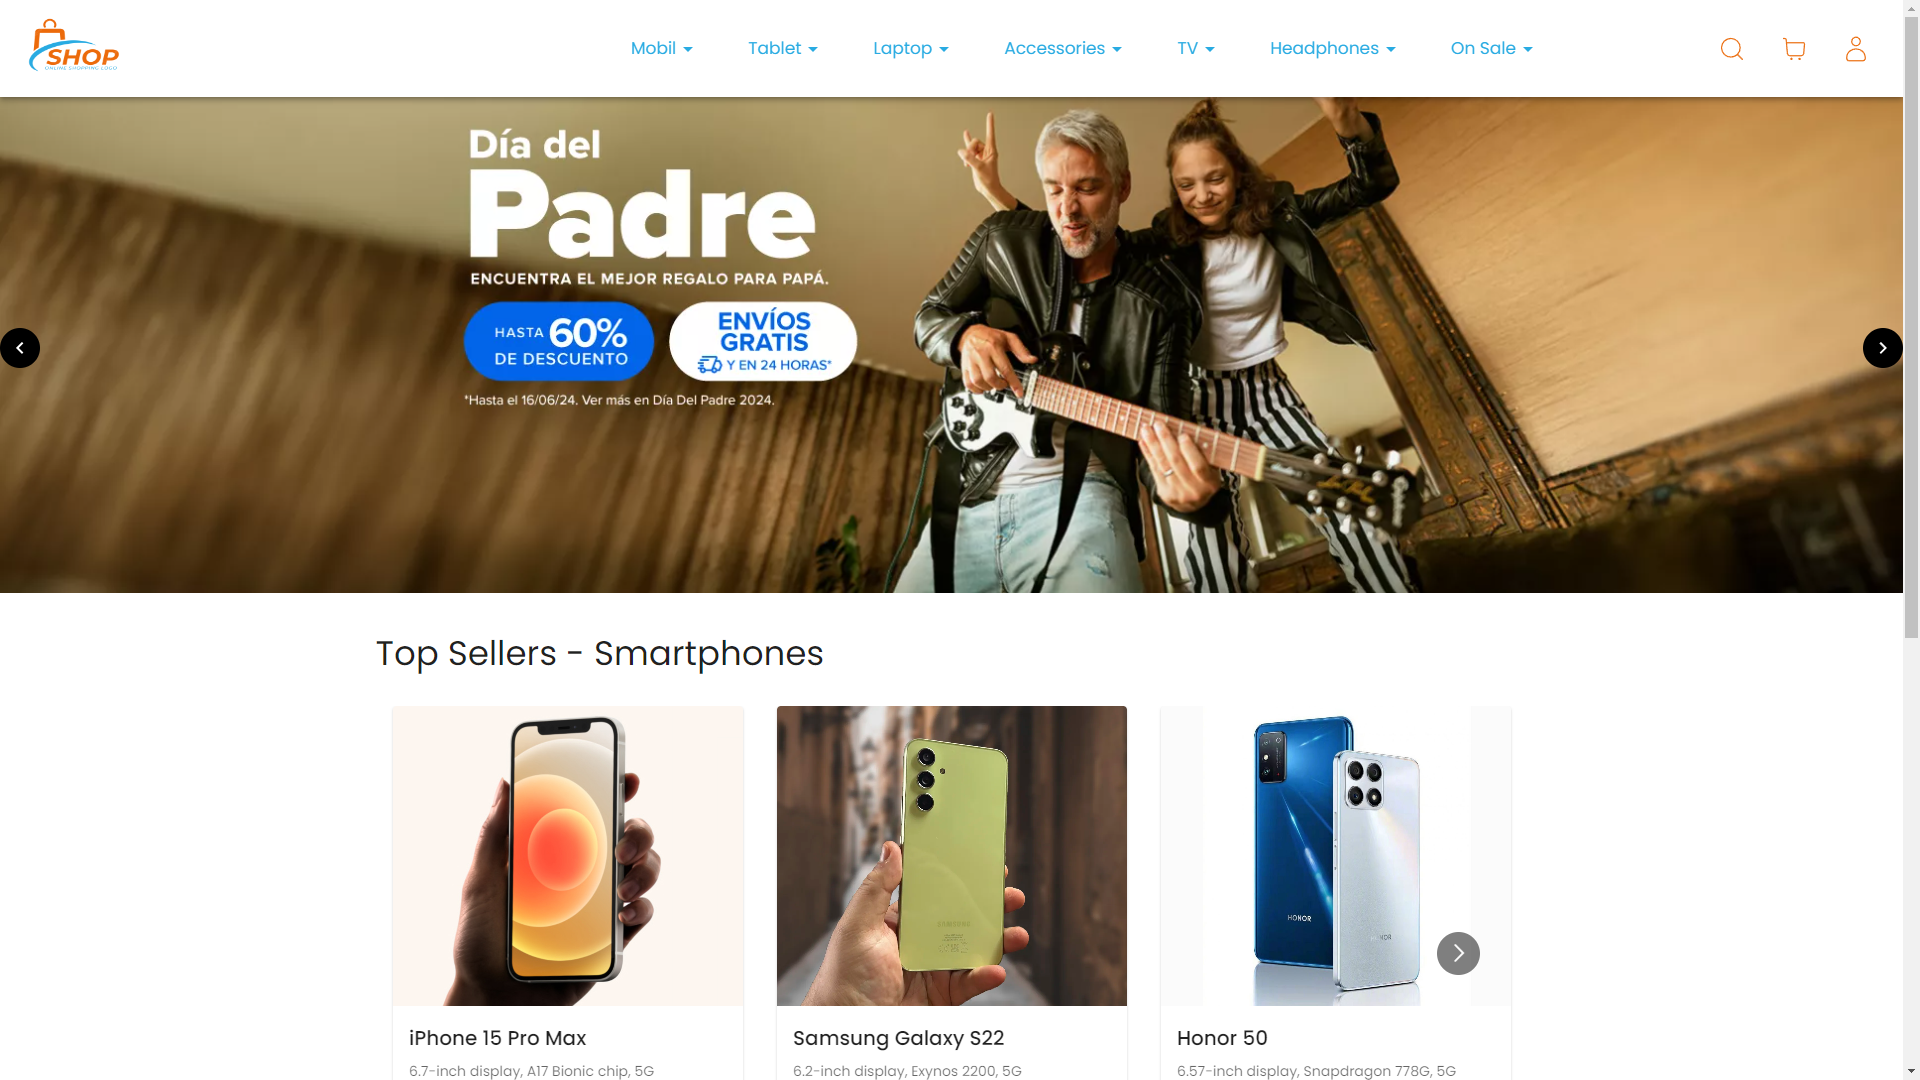 SHOP
ONLINE SHOPPING LOGO
Mobil
Tablet
Laptop
Accessories
TV
Headphones
On Sale
Día del
Padre
ENCUENTRA EL MEJOR REGALO PARA PAPÁ.
HASTA 60%
DE DESCUENTO
ENVÍOS
GRATIS
Y EN 24 HORAS*
*Hasta el 16/06/24. Ver más en Día Del Padre 2024.
Top Sellers - Smartphones
SAMSUNG
HONOR
iPhone 15 Pro Max
Samsung Galaxy S22
Honor 50
6.7-inch display, A17 Bionic chip, 5G
6.2-inch display, Exynos 2200, 5G
6.57-inch display, Snapdragon 778G, 5G